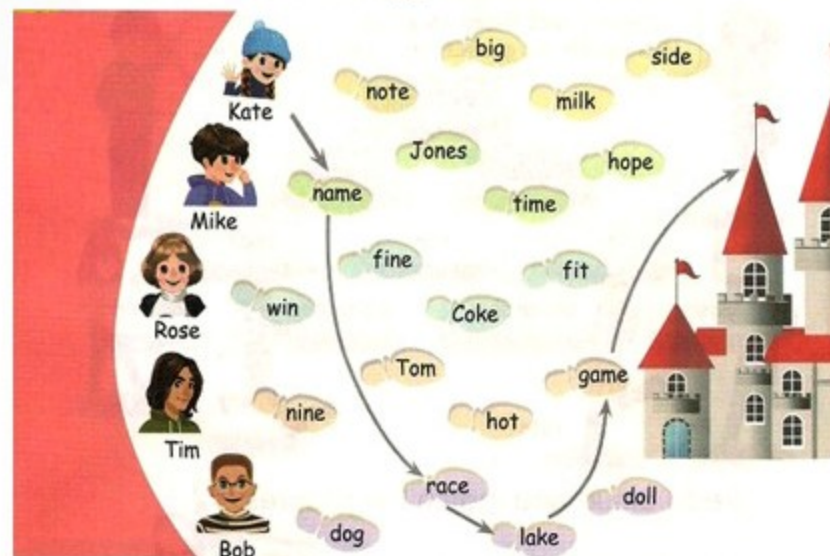 big
side
note
milk
Kate
Jones
hope
name
time
Mike
fine
fit
win
Coke
Rose
Tom
game
nine
hot
Tim
race
doll
dog
lake
Bob